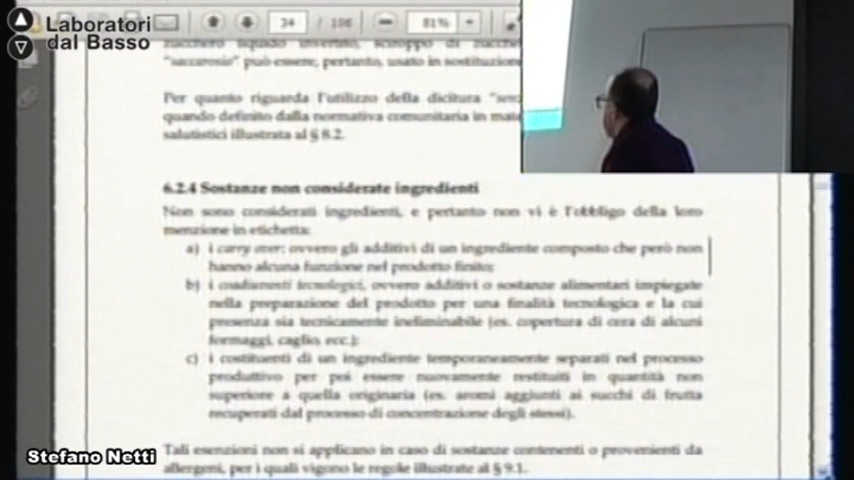 Laboratori
dal Basso
34 / 106
81%
zucchero liquido invertito, sciroppo di
"saccarosio" può essere, pertanto, usato in sostituzione
Per quanto riguarda l'utilizzo della dicitura
quando definito dalla normativa comunitaria in
salutistici illustrata al § 8.2.
6.2.4 Sostanze non considerate ingredienti
Non sono considerati ingredienti, e pertanto non vi è l'obbligo della loro
menzione in etichetta:
a) i carry over: ovvero gli additivi di un ingrediente composto che però non
hanno alcuna funzione nel prodotto finito;
b) i coadiuvanti tecnologici, ovvero additivi o sostanze alimentari impiegate
nella preparazione del prodotto per una finalità tecnologica e la cui
presenza sia tecnicamente ineliminabile (es. copertura di cera di alcuni
formaggi, caglio, ecc.);
c) i costituenti di un ingrediente temporaneamente separati nel processo
produttivo per poi essere nuovamente restituiti in quantità non
superiore a quella originaria (es. aromi aggiunti ai succhi di frutta
recuperati dal processo di concentrazione degli stessi).
Tali esenzioni non si applicano in caso di sostanze contenenti o provenienti da
allergeni, per i quali vigono le regole illustrate al § 9.1.
Stefano Netti